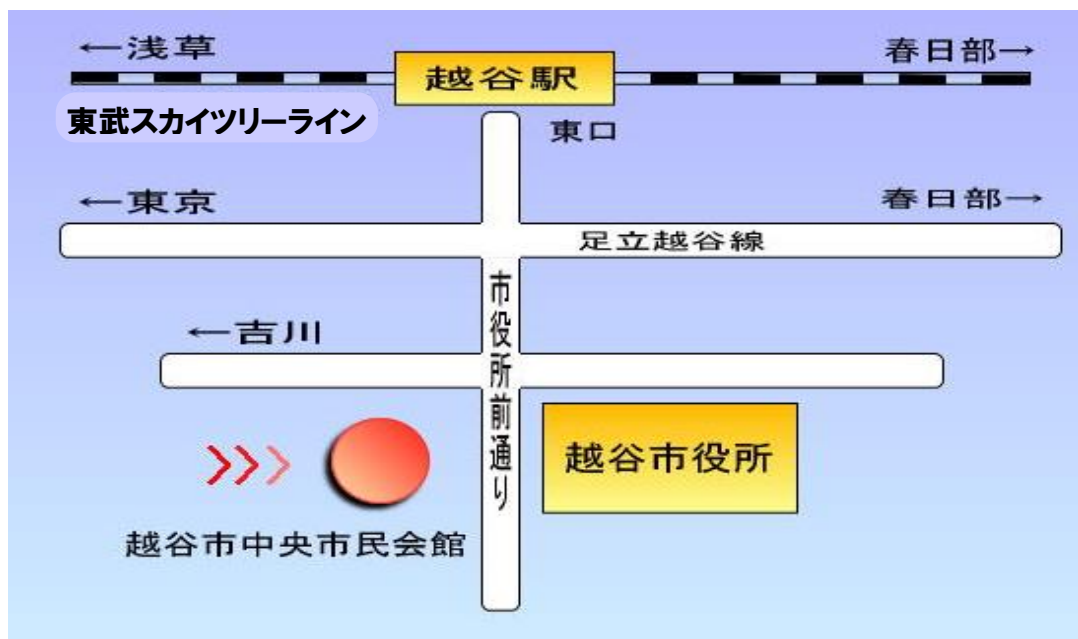 ←浅草
春日部→
越谷駅
東武スカイツリーライン
東口
←東京
春日部→
足立越谷線
市役所前通り
←吉川
越谷市役所
越谷市中央市民会館